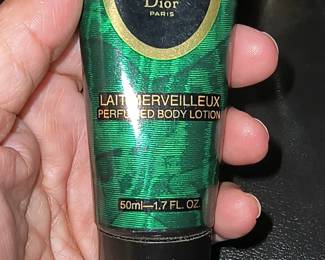 Dior
PARIS
LAIT MERVEILLEUX
PERFUMED BODY LOTION
50ml—1.7 FL. OZ.